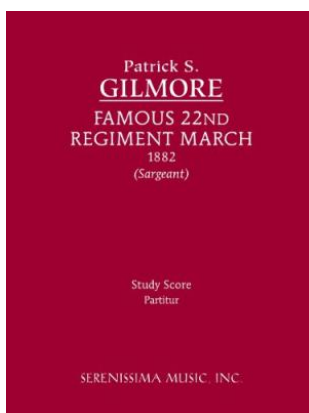 Patrick S.
GILMORE
FAMOUS 22ND
REGIMENT MARCH
1882
(Sargeant)
Study Score
Partitur
SERENISSIMA MUSIC, INC.